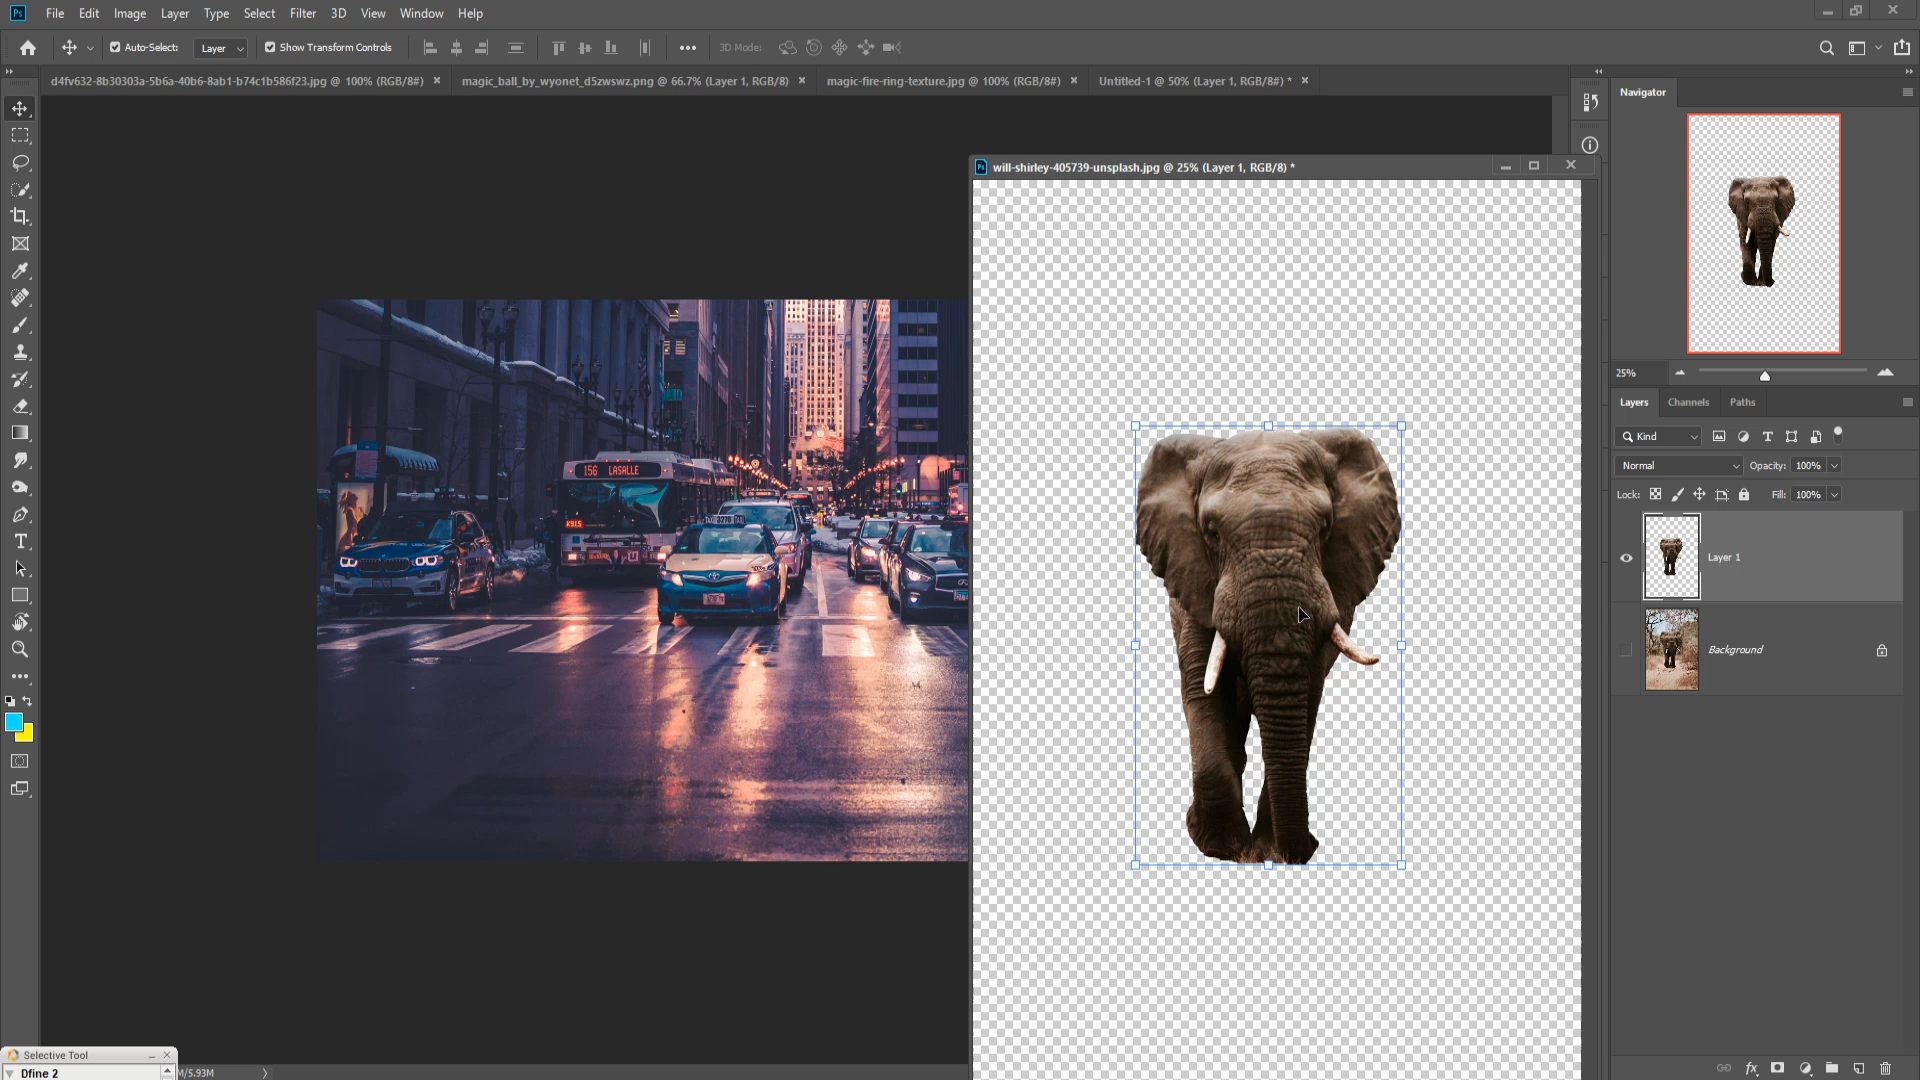 Ps File Edit Image Layer Type Select Filter 3D View Window Help
Auto-Select: Layer Show Transform Controls 3D Mode:
d4fv632-8b30303a-5b6a-40b6-8ab1-b74c1b586f23.jpg @ 100% (RGB/8#) magic_ball_by_wyonet_d5zwswz.png @ 66.7% (Layer 1, RGB/8) magic-fire-ring-texture.jpg @ 100% (RGB/8#) Untitled-1 @ 50% (Layer 1, RGB/8#) *
Navigator
Ps will-shirley-405739-unsplash.jpg @ 25% (Layer 1, RGB/8) *
25%
Layers Channels Paths
Kind
Normal Opacity: 100%
Lock: Fill: 100%
Layer 1
Background
156 LASALLE
K915
Selective Tool
Dfine 2
M/5.93M